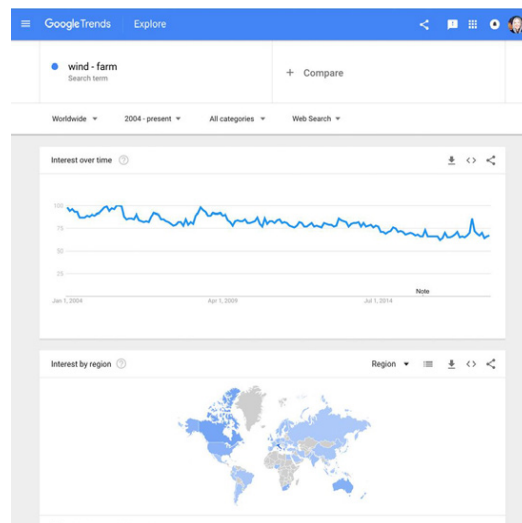 Google Trends Explore
wind - farm
Search term
+ Compare
Worldwide 2004 - present All categories Web Search
Interest over time
100
75
50
25
Note
Jan 1, 2004 Apr 1, 2009 Jul 1, 2014
Interest by region Region